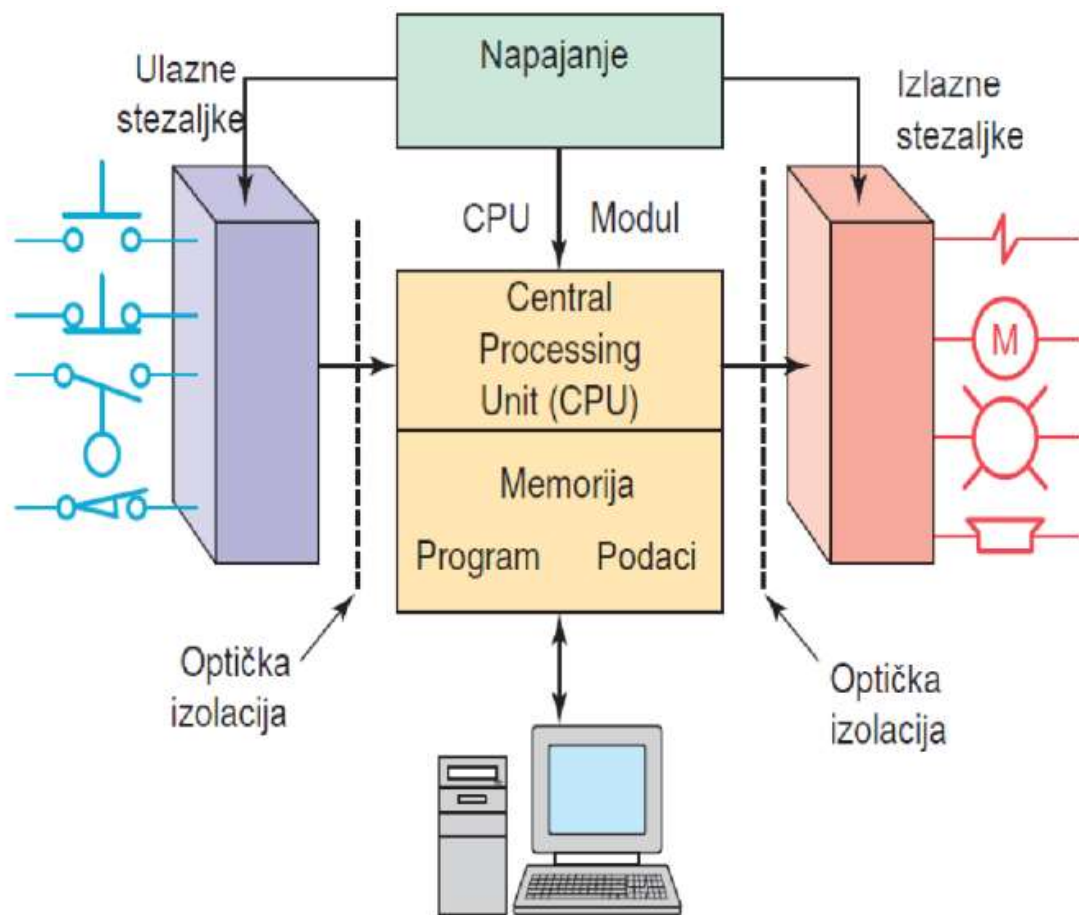 Napajanje
Ulazne
stezaljke
Izlazne
stezaljke
CPU Modul
Central
Processing
Unit (CPU)
M
Memorija
Program Podaci
Optička
izolacija
Optička
izolacija